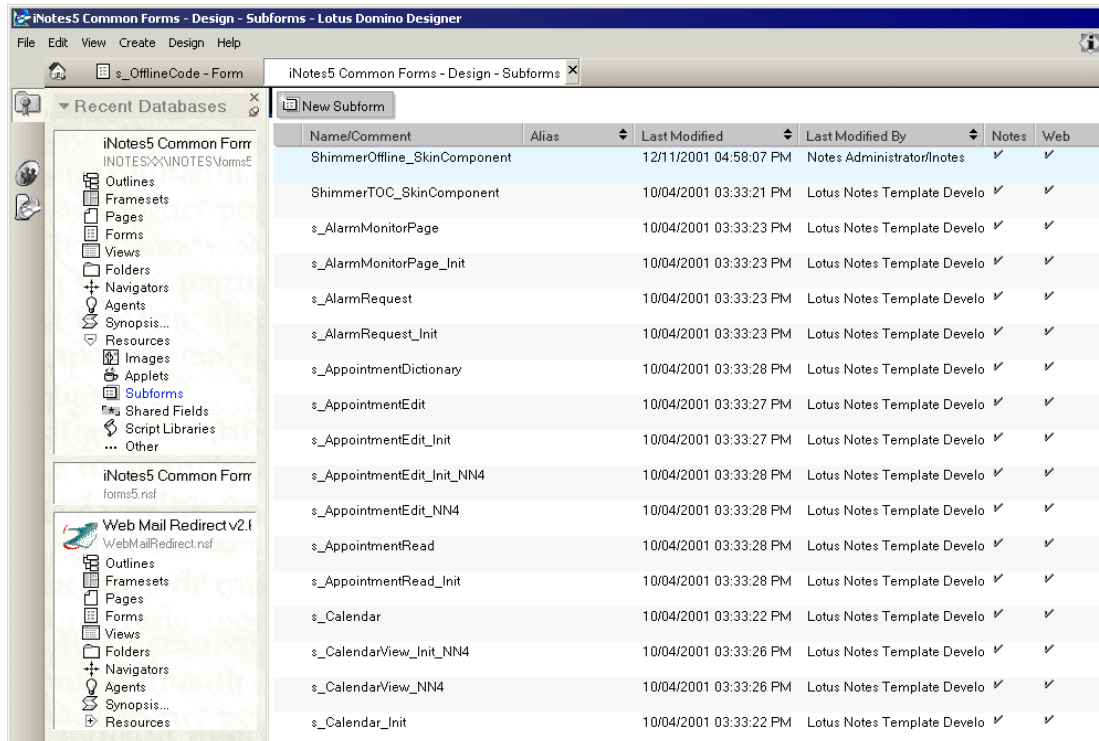 iNotes5 Common Forms - Design - Subforms - Lotus Domino Designer
File Edit View Create Design Help
s_OfflineCode - Form iNotes5 Common Forms - Design - Subforms
Recent Databases
iNotes5 Common Form
INOTESXX\INOTES\forms5
Outlines
Framesets
Pages
Forms
Views
Folders
Navigators
Agents
Synopsis...
Resources
Images
Applets
Subforms
Shared Fields
Script Libraries
Other
iNotes5 Common Form
forms5.nsf
Web Mail Redirect v2.6
WebMailRedirect.nsf
Outlines
Framesets
Pages
Forms
Views
Folders
Navigators
Agents
Synopsis...
Resources
New Subform
Name/Comment Alias Last Modified Last Modified By Notes Web
ShimmerOffline_SkinComponent 12/11/2001 04:58:07 PM Notes Administrator/Inotes
ShimmerTOC_SkinComponent 10/04/2001 03:33:21 PM Lotus Notes Template Develo
s_AlarmMonitorPage 10/04/2001 03:33:23 PM Lotus Notes Template Develo
s_AlarmMonitorPage_Init 10/04/2001 03:33:23 PM Lotus Notes Template Develo
s_AlarmRequest 10/04/2001 03:33:23 PM Lotus Notes Template Develo
s_AlarmRequest_Init 10/04/2001 03:33:23 PM Lotus Notes Template Develo
s_AppointmentDictionary 10/04/2001 03:33:28 PM Lotus Notes Template Develo
s_AppointmentEdit 10/04/2001 03:33:27 PM Lotus Notes Template Develo
s_AppointmentEdit_Init 10/04/2001 03:33:27 PM Lotus Notes Template Develo
s_AppointmentEdit_Init_NN4 10/04/2001 03:33:28 PM Lotus Notes Template Develo
s_AppointmentEdit_NN4 10/04/2001 03:33:28 PM Lotus Notes Template Develo
s_AppointmentRead 10/04/2001 03:33:28 PM Lotus Notes Template Develo
s_AppointmentRead_Init 10/04/2001 03:33:28 PM Lotus Notes Template Develo
s_Calendar 10/04/2001 03:33:22 PM Lotus Notes Template Develo
s_CalendarView_Init_NN4 10/04/2001 03:33:26 PM Lotus Notes Template Develo
s_CalendarView_NN4 10/04/2001 03:33:26 PM Lotus Notes Template Develo
s_Calendar_Init 10/04/2001 03:33:22 PM Lotus Notes Template Develo